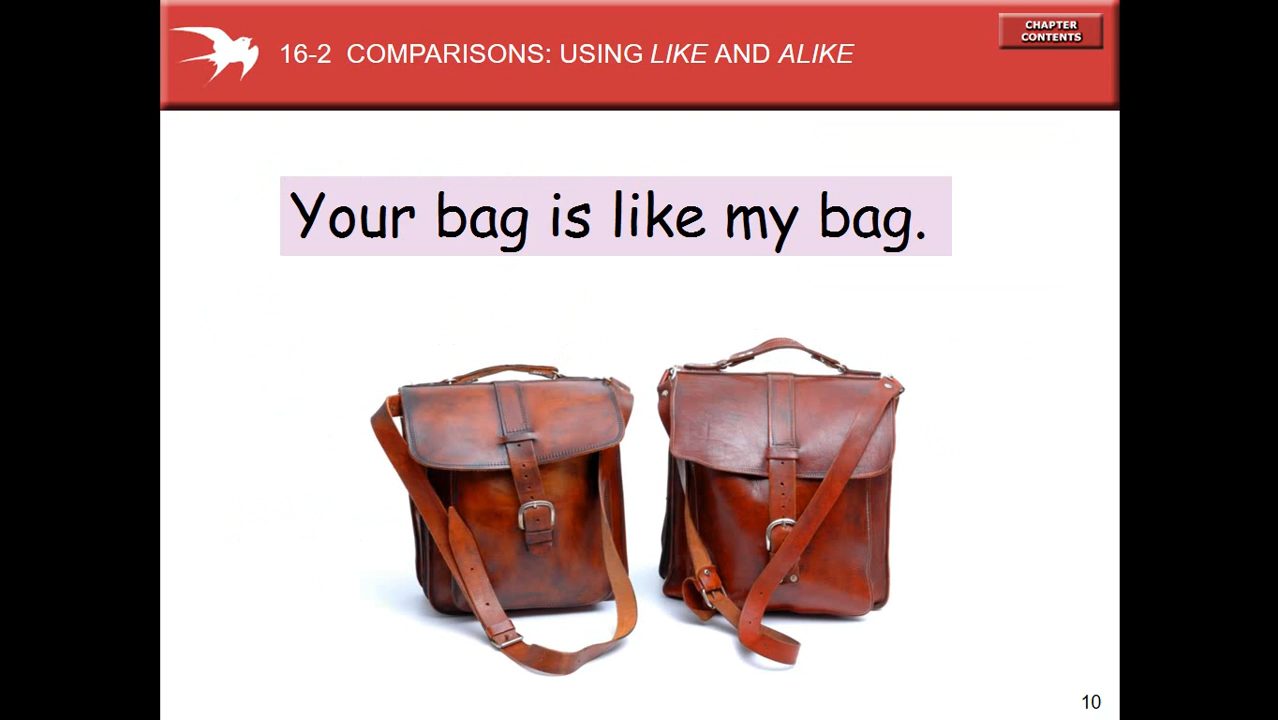 CHAPTER
CONTENTS
16-2 COMPARISONS: USING LIKE AND ALIKE
Your bag is like my bag.
10